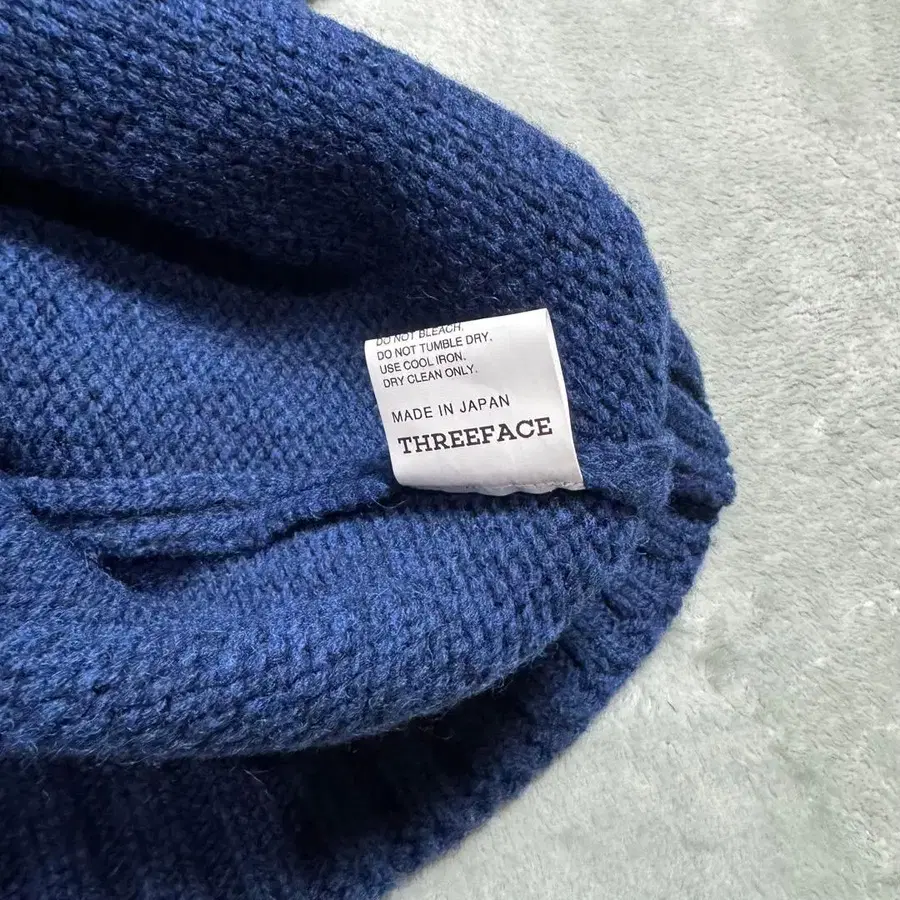 DO NOT BLEACH.
DO NOT TUMBLE DRY.
USE COOL IRON.
DRY CLEAN ONLY.
MADE IN JAPAN
THREEFACE